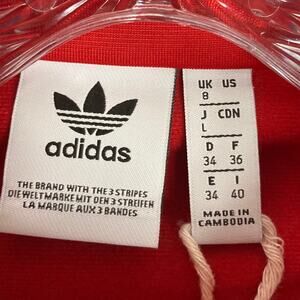 adidas
THE BRAND WITH THE 3 STRIPES
DIE WELTMARKE MIT DEN 3 STREIFEN
LA MARQUE AUX 3 BANDES
UK US
8
J CDN
L
D F
34 36
E I
34 40
MADE IN
CAMBODIA